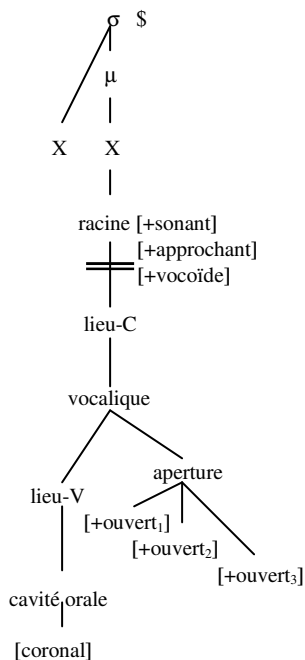 σ $
μ
X X
racine [+sonant]
[+approchant]
[+vocoïde]
lieu-C
vocalique
lieu-V aperture
[+ouvert₁]
[+ouvert₂]
[+ouvert₃]
cavité orale
[coronal]